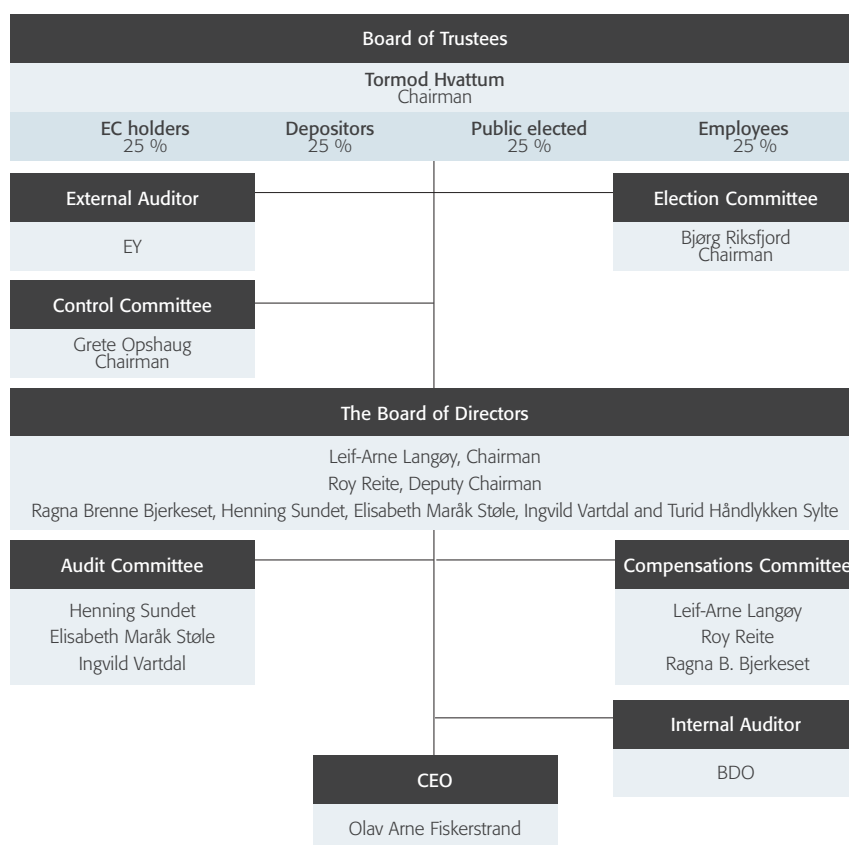 Board of Trustees
Tormod Hvattum
Chairman
EC holders Depositors Public elected Employees
25 % 25 % 25 % 25 %
External Auditor
EY
Election Committee
Bjørg Riksfjord
Chairman
Control Committee
Grete Opshaug
Chairman
The Board of Directors
Leif-Arne Langøy, Chairman
Roy Reite, Deputy Chairman
Ragna Brenne Bjerkeset, Henning Sundet, Elisabeth Maråk Støle, Ingvild Vartdal and Turid Håndlykken Sylte
Audit Committee
Henning Sundet
Elisabeth Maråk Støle
Ingvild Vartdal
Compensations Committee
Leif-Arne Langøy
Roy Reite
Ragna B. Bjerkeset
Internal Auditor
BDO
CEO
Olav Arne Fiskerstrand